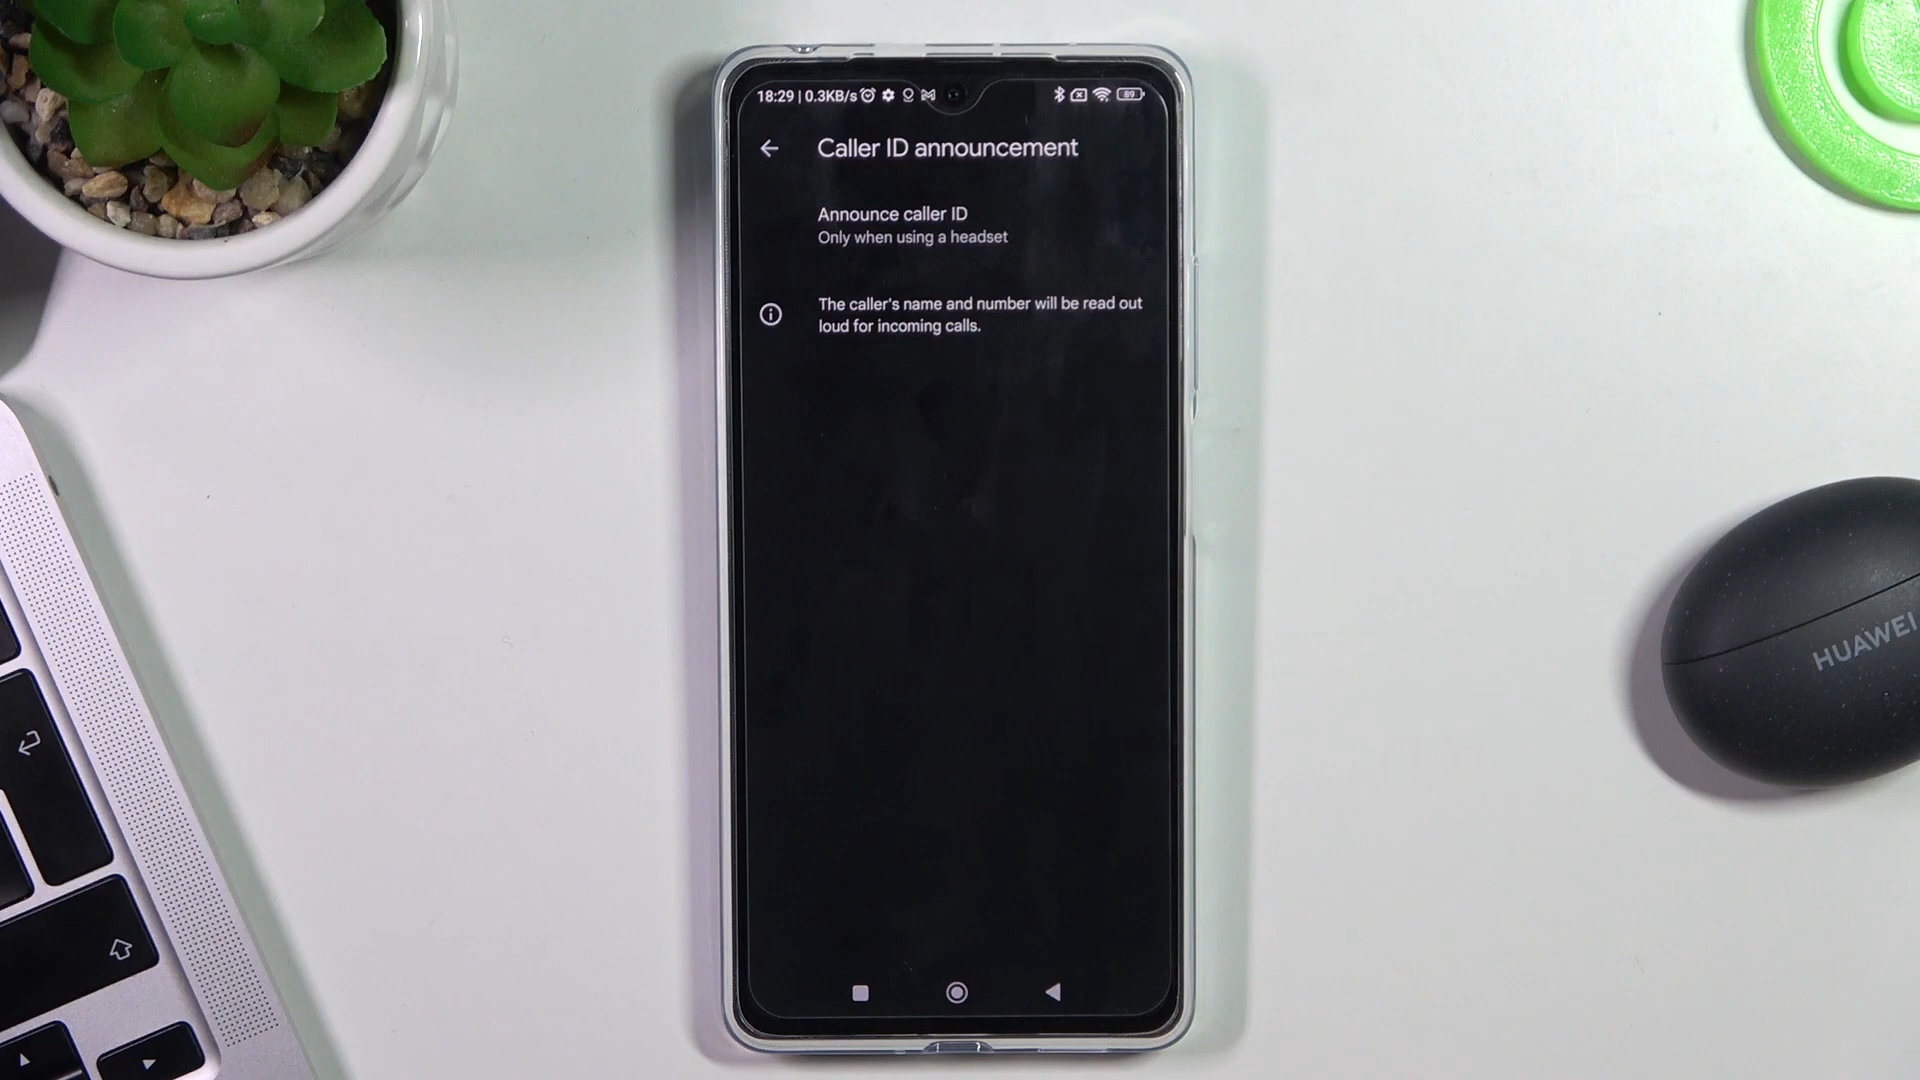 18:29 | 0.3KB/s
89
Caller ID announcement
Announce caller ID
Only when using a headset
The caller's name and number will be read out
loud for incoming calls.
HUAWEI